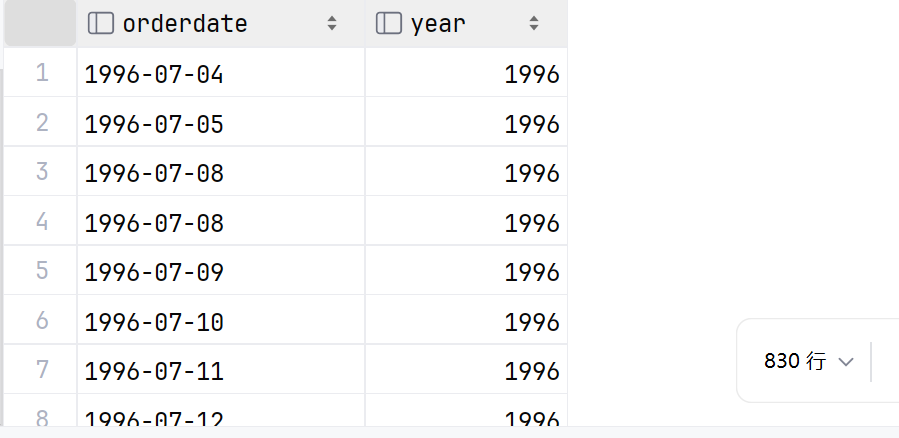 orderdate year
1 1996-07-04 1996
2 1996-07-05 1996
3 1996-07-08 1996
4 1996-07-08 1996
5 1996-07-09 1996
6 1996-07-10 1996
830 行
7 1996-07-11 1996
8 1996-07-12 1996